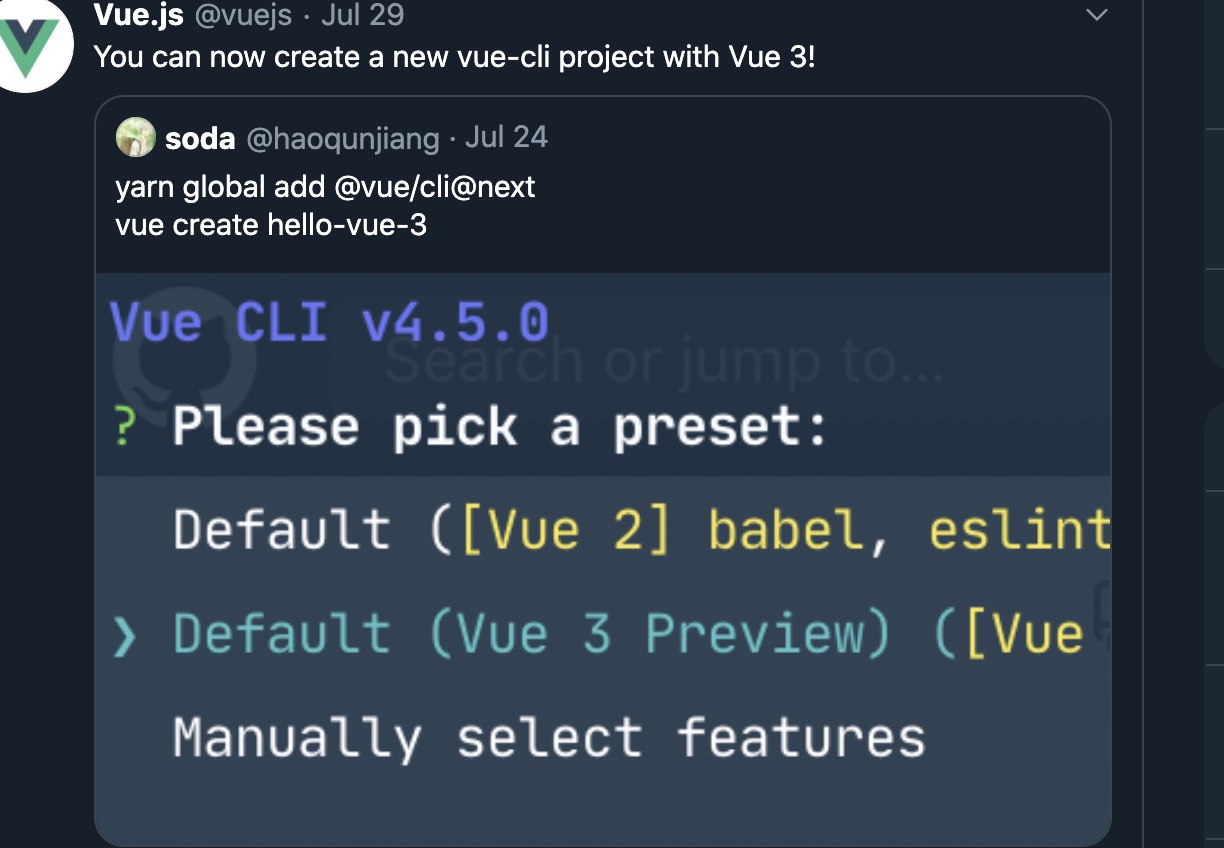 Vue.js @vuejs · Jul 29
You can now create a new vue-cli project with Vue 3!
soda @haoqunjiang · Jul 24
yarn global add @vue/cli@next
vue create hello-vue-3
Vue CLI v4.5.0
Search or jump to...
? Please pick a preset:
Default ([Vue 2] babel, eslint
❯ Default (Vue 3 Preview) ([Vue
Manually select features